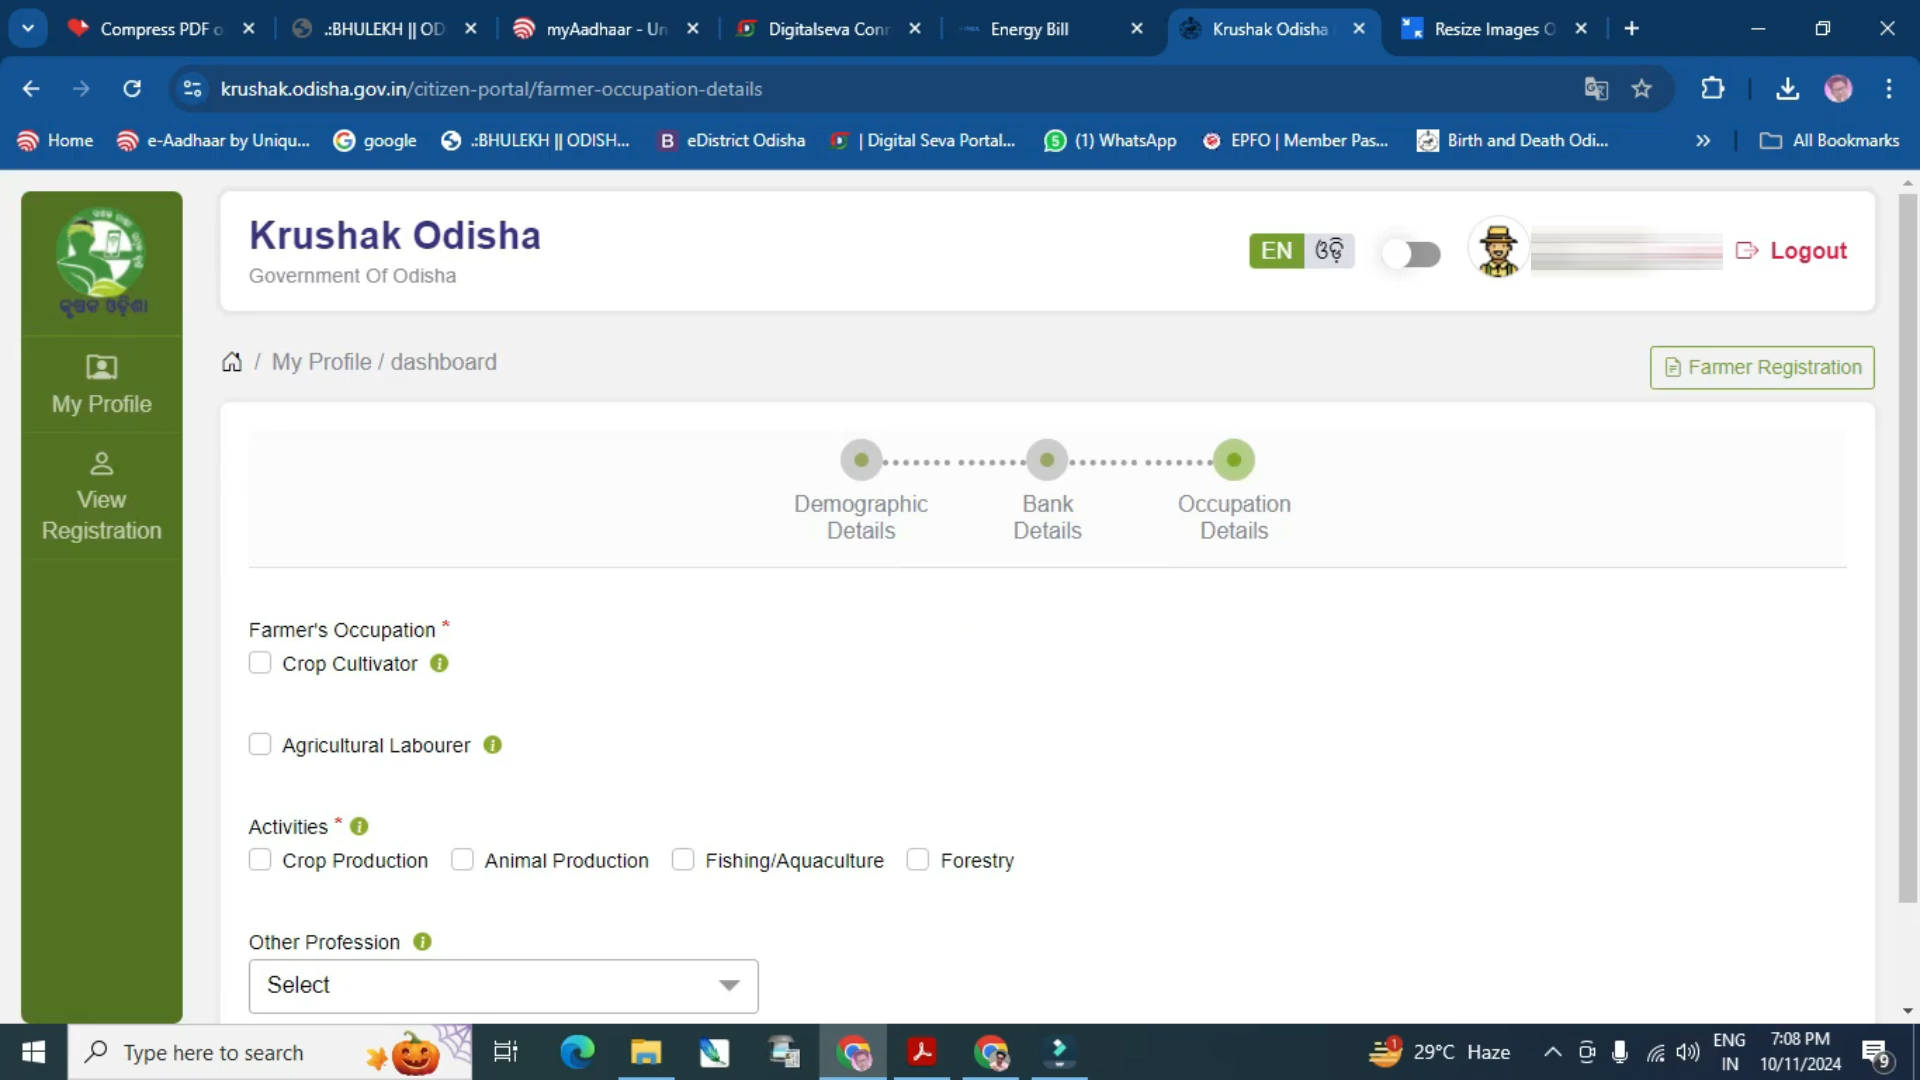 Compress PDF o
.:BHULEKH || OD
myAadhaar - Un
Digitalseva Conn
Energy Bill
Krushak Odisha
Resize Images O
krushak.odisha.gov.in/citizen-portal/farmer-occupation-details
Home
e-Aadhaar by Uniqu...
google
.:BHULEKH || ODISH...
B eDistrict Odisha
| Digital Seva Portal...
5 (1) WhatsApp
EPFO | Member Pas...
Birth and Death Odi...
All Bookmarks
Krushak Odisha
Government Of Odisha
EN ଓଡ଼ି
Logout
କୃଷକ ଓଡ଼ିଶା
My Profile
View
Registration
/ My Profile / dashboard
Farmer Registration
Demographic
Details
Bank
Details
Occupation
Details
Farmer's Occupation *
Crop Cultivator i
Agricultural Labourer i
Activities * i
Crop Production Animal Production Fishing/Aquaculture Forestry
Other Profession i
Select
Type here to search
1 29°C Haze
ENG
IN
7:08 PM
10/11/2024
9